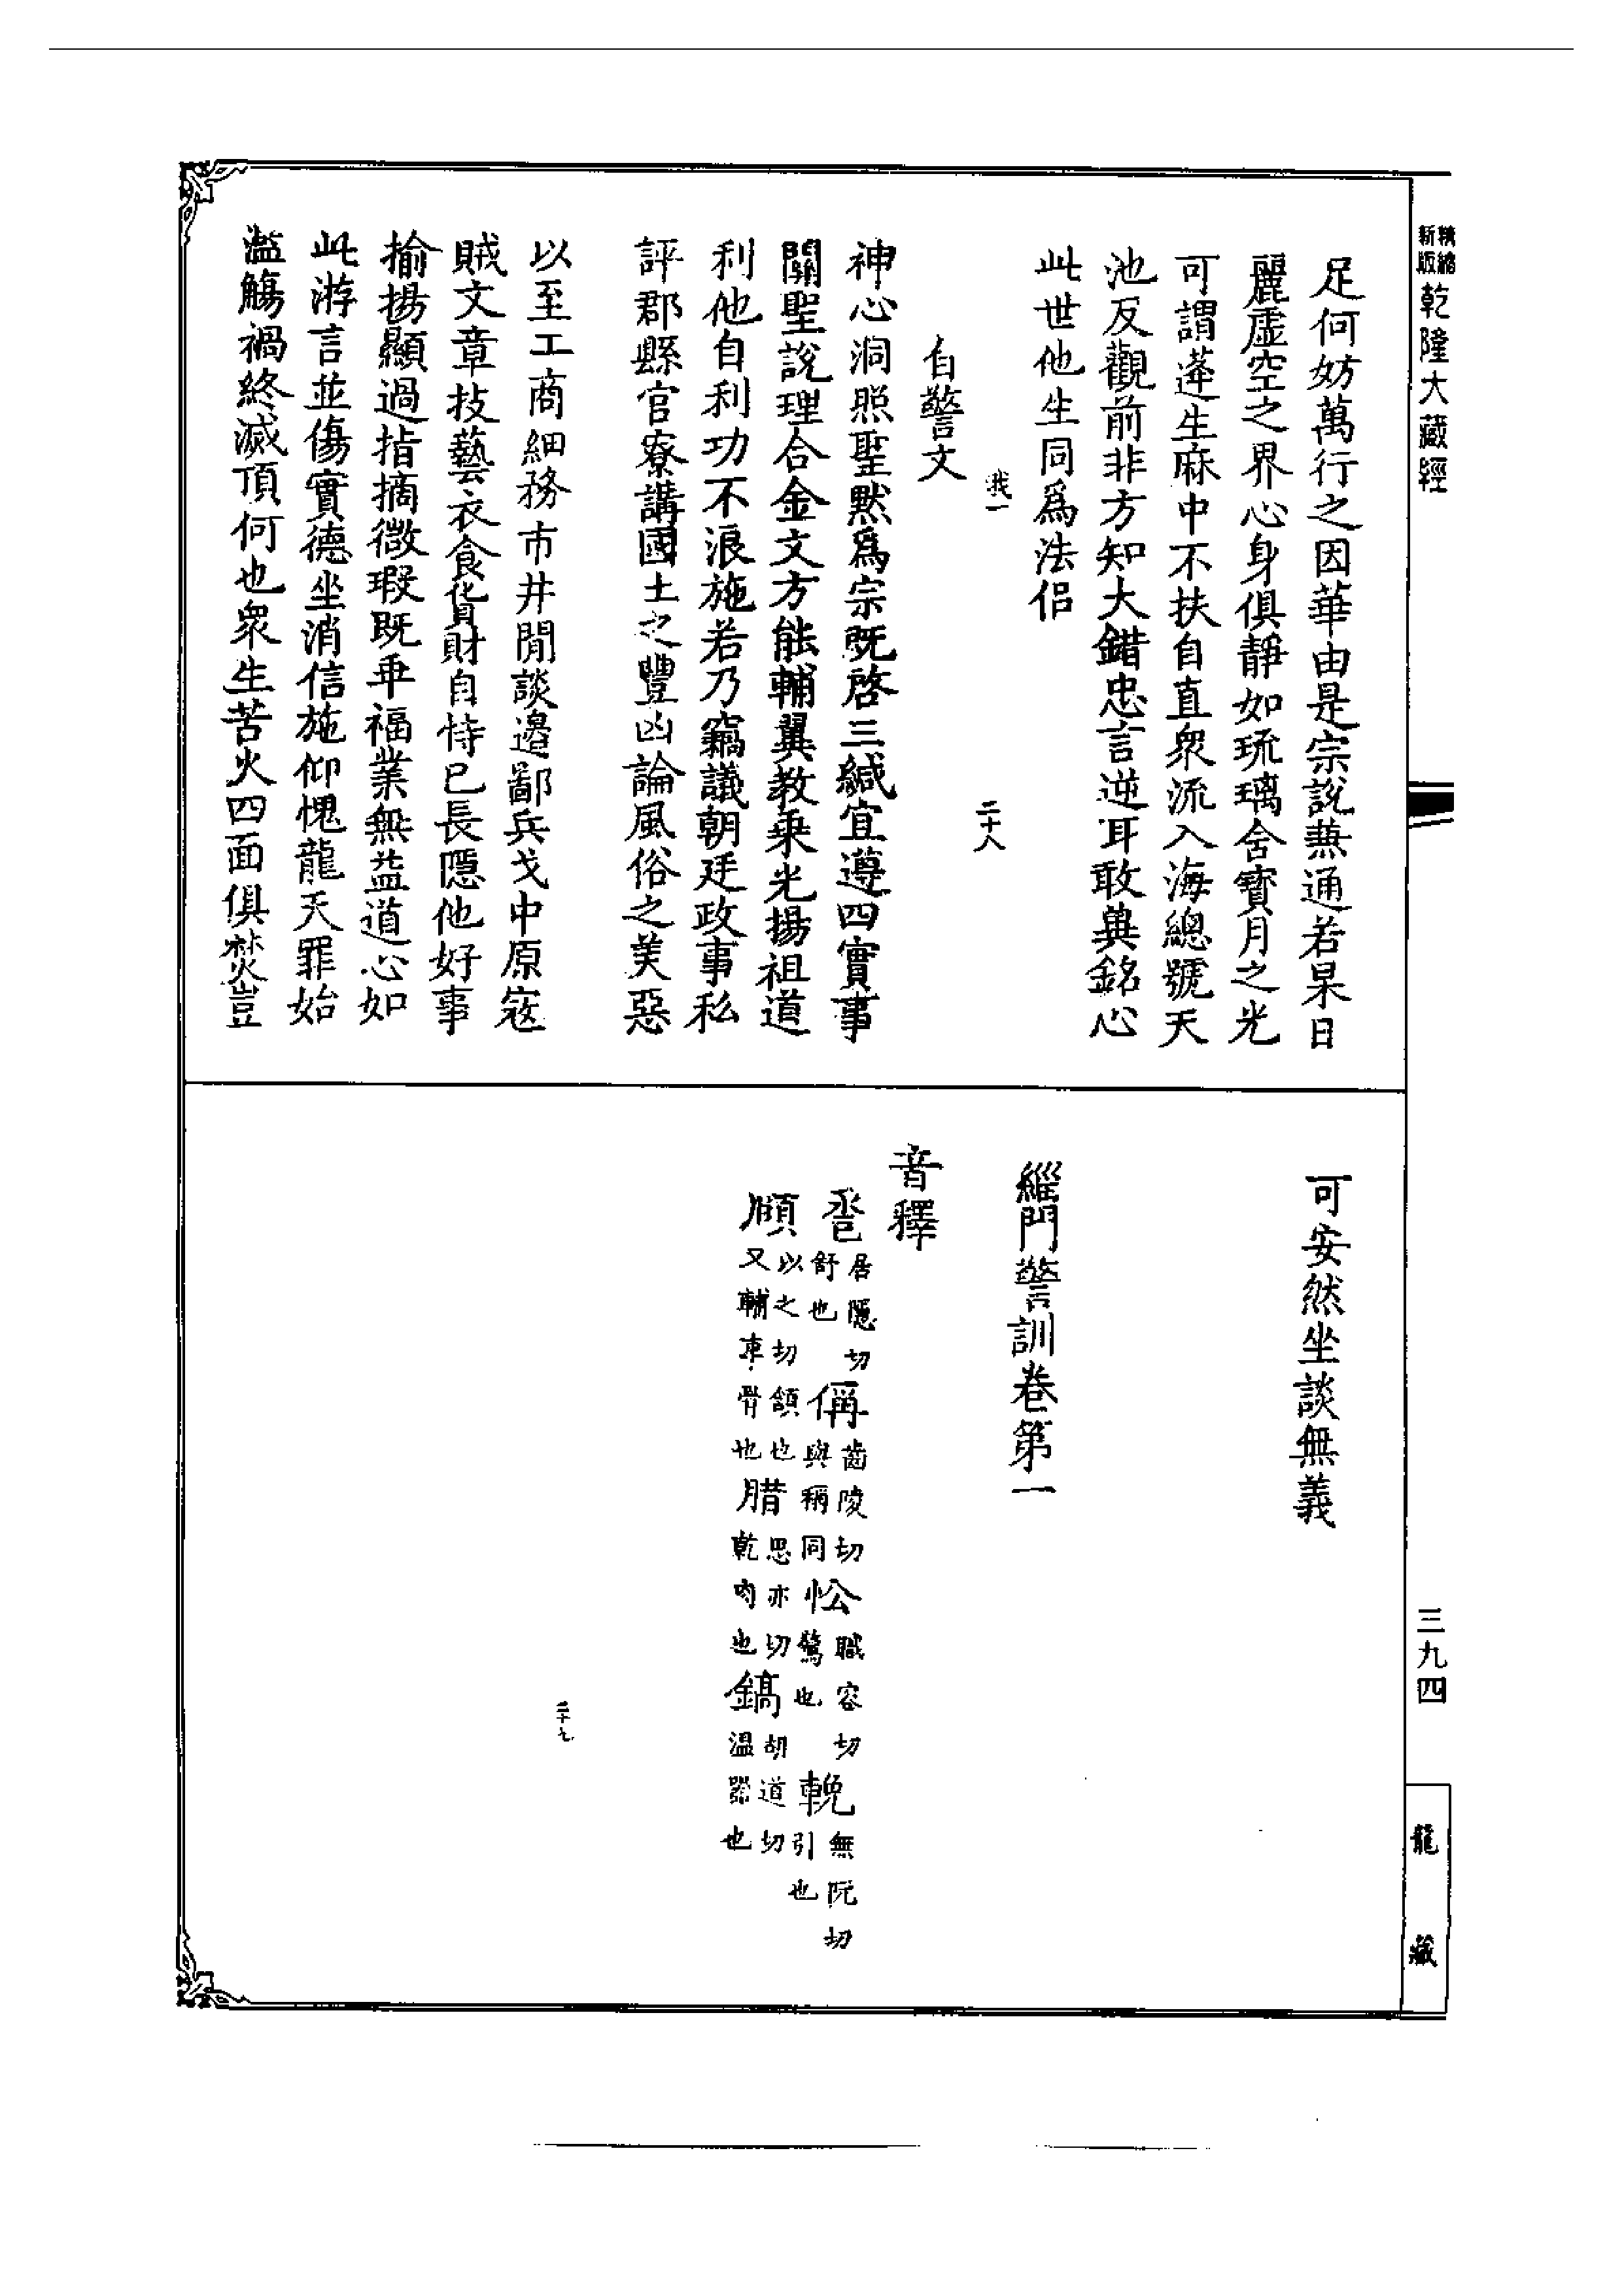 精縮
新版
乾隆大藏經
三九四
龍藏
足何妨萬行之因華由是宗說兼通若杲日
麗虛空之界心身俱靜如琉璃舍寶月之光
可謂蓬生麻中不扶自直衆流入海總號天
池反觀前非方知大錯忠言逆耳敢典銘心
此世他生同爲法侶
我一
二十八
自警文
神心洞照聖默爲宗旣啓三緘宜遵四實事
關聖說理合金文方能輔翼教乗光揚祖道
利他自利功不浪施若乃竊議朝廷政事私
評郡縣官寮講國土之豐凶論風俗之美惡
以至工商細務市井閒談邊鄙兵戈中原寇
賊文章技藝衣食貨財自恃已長隱他好事
揄揚顯過指摘微瑕旣乖福業無益道心如
此游言並傷實德坐消信施仰愧龍天罪始
濫觴禍終滅頂何也衆生苦火四面俱焚豈
可安然坐談無義
緇門警訓卷第一
音釋
巹居隱切舒也
偁齒陵切與稱同
忪職容切驚也
輓無阮切引也
頤以之切頷也又輔車骨也
腊思亦切乾肉也
鎬胡道切溫器也
二十九